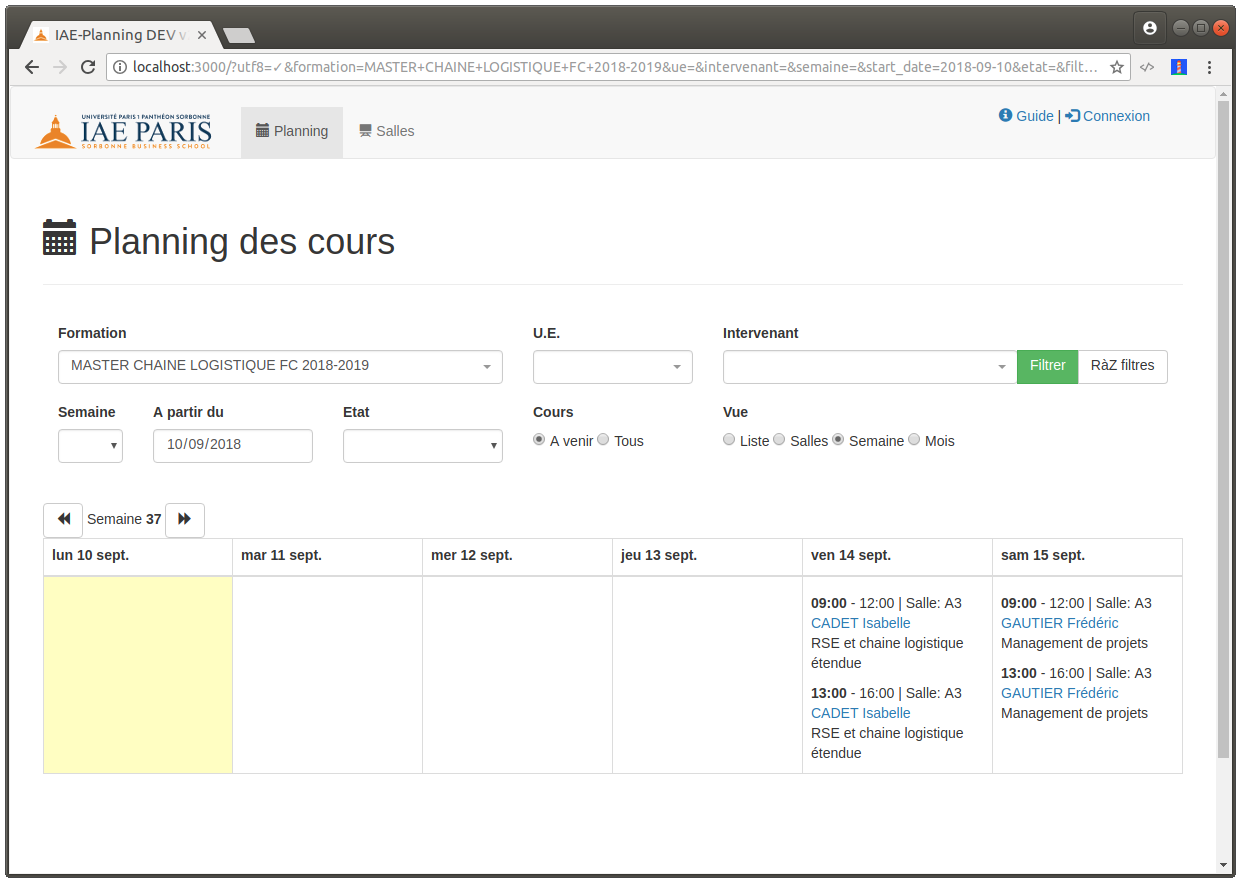 IAE-Planning DEV v
localhost:3000/?utf8=✓&formation=MASTER+CHAINE+LOGISTIQUE+FC+2018-2019&ue=&intervenant=&semaine=&start_date=2018-09-10&etat=&filt...
UNIVERSITÉ PARIS 1 PANTHÉON SORBONNE
IAE PARIS
SORBONNE BUSINESS SCHOOL
Planning
Salles
Guide | Connexion
Planning des cours
Formation
U.E.
Intervenant
MASTER CHAINE LOGISTIQUE FC 2018-2019
Filtrer
RàZ filtres
Semaine
A partir du
Etat
Cours
Vue
10/09/2018
A venir
Tous
Liste
Salles
Semaine
Mois
Semaine 37
lun 10 sept.
mar 11 sept.
mer 12 sept.
jeu 13 sept.
ven 14 sept.
sam 15 sept.
09:00 - 12:00 | Salle: A3
CADET Isabelle
RSE et chaine logistique
étendue
13:00 - 16:00 | Salle: A3
CADET Isabelle
RSE et chaine logistique
étendue
09:00 - 12:00 | Salle: A3
GAUTIER Frédéric
Management de projets
13:00 - 16:00 | Salle: A3
GAUTIER Frédéric
Management de projets